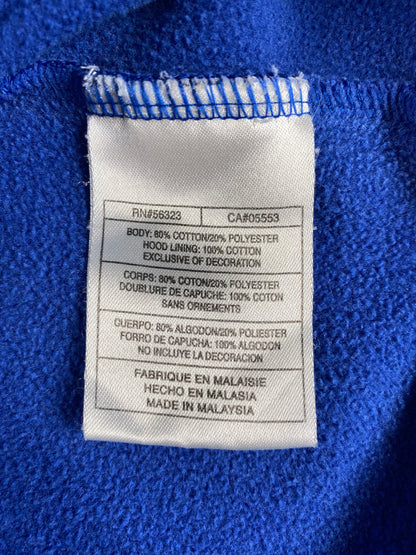 RN#56323 CA#05553
BODY: 80% COTTON/20% POLYESTER
HOOD LINING: 100% COTTON
EXCLUSIVE OF DECORATION
CORPS: 80% COTON/20% POLYESTER
DOUBLURE DE CAPUCHE: 100% COTON
SANS ORNEMENTS
CUERPO: 80% ALGODON/20% POLIESTER
FORRO DE CAPUCHA: 100% ALGODON
NO INCLUYE LA DECORACION
FABRIQUE EN MALAISIE
HECHO EN MALASIA
MADE IN MALAYSIA